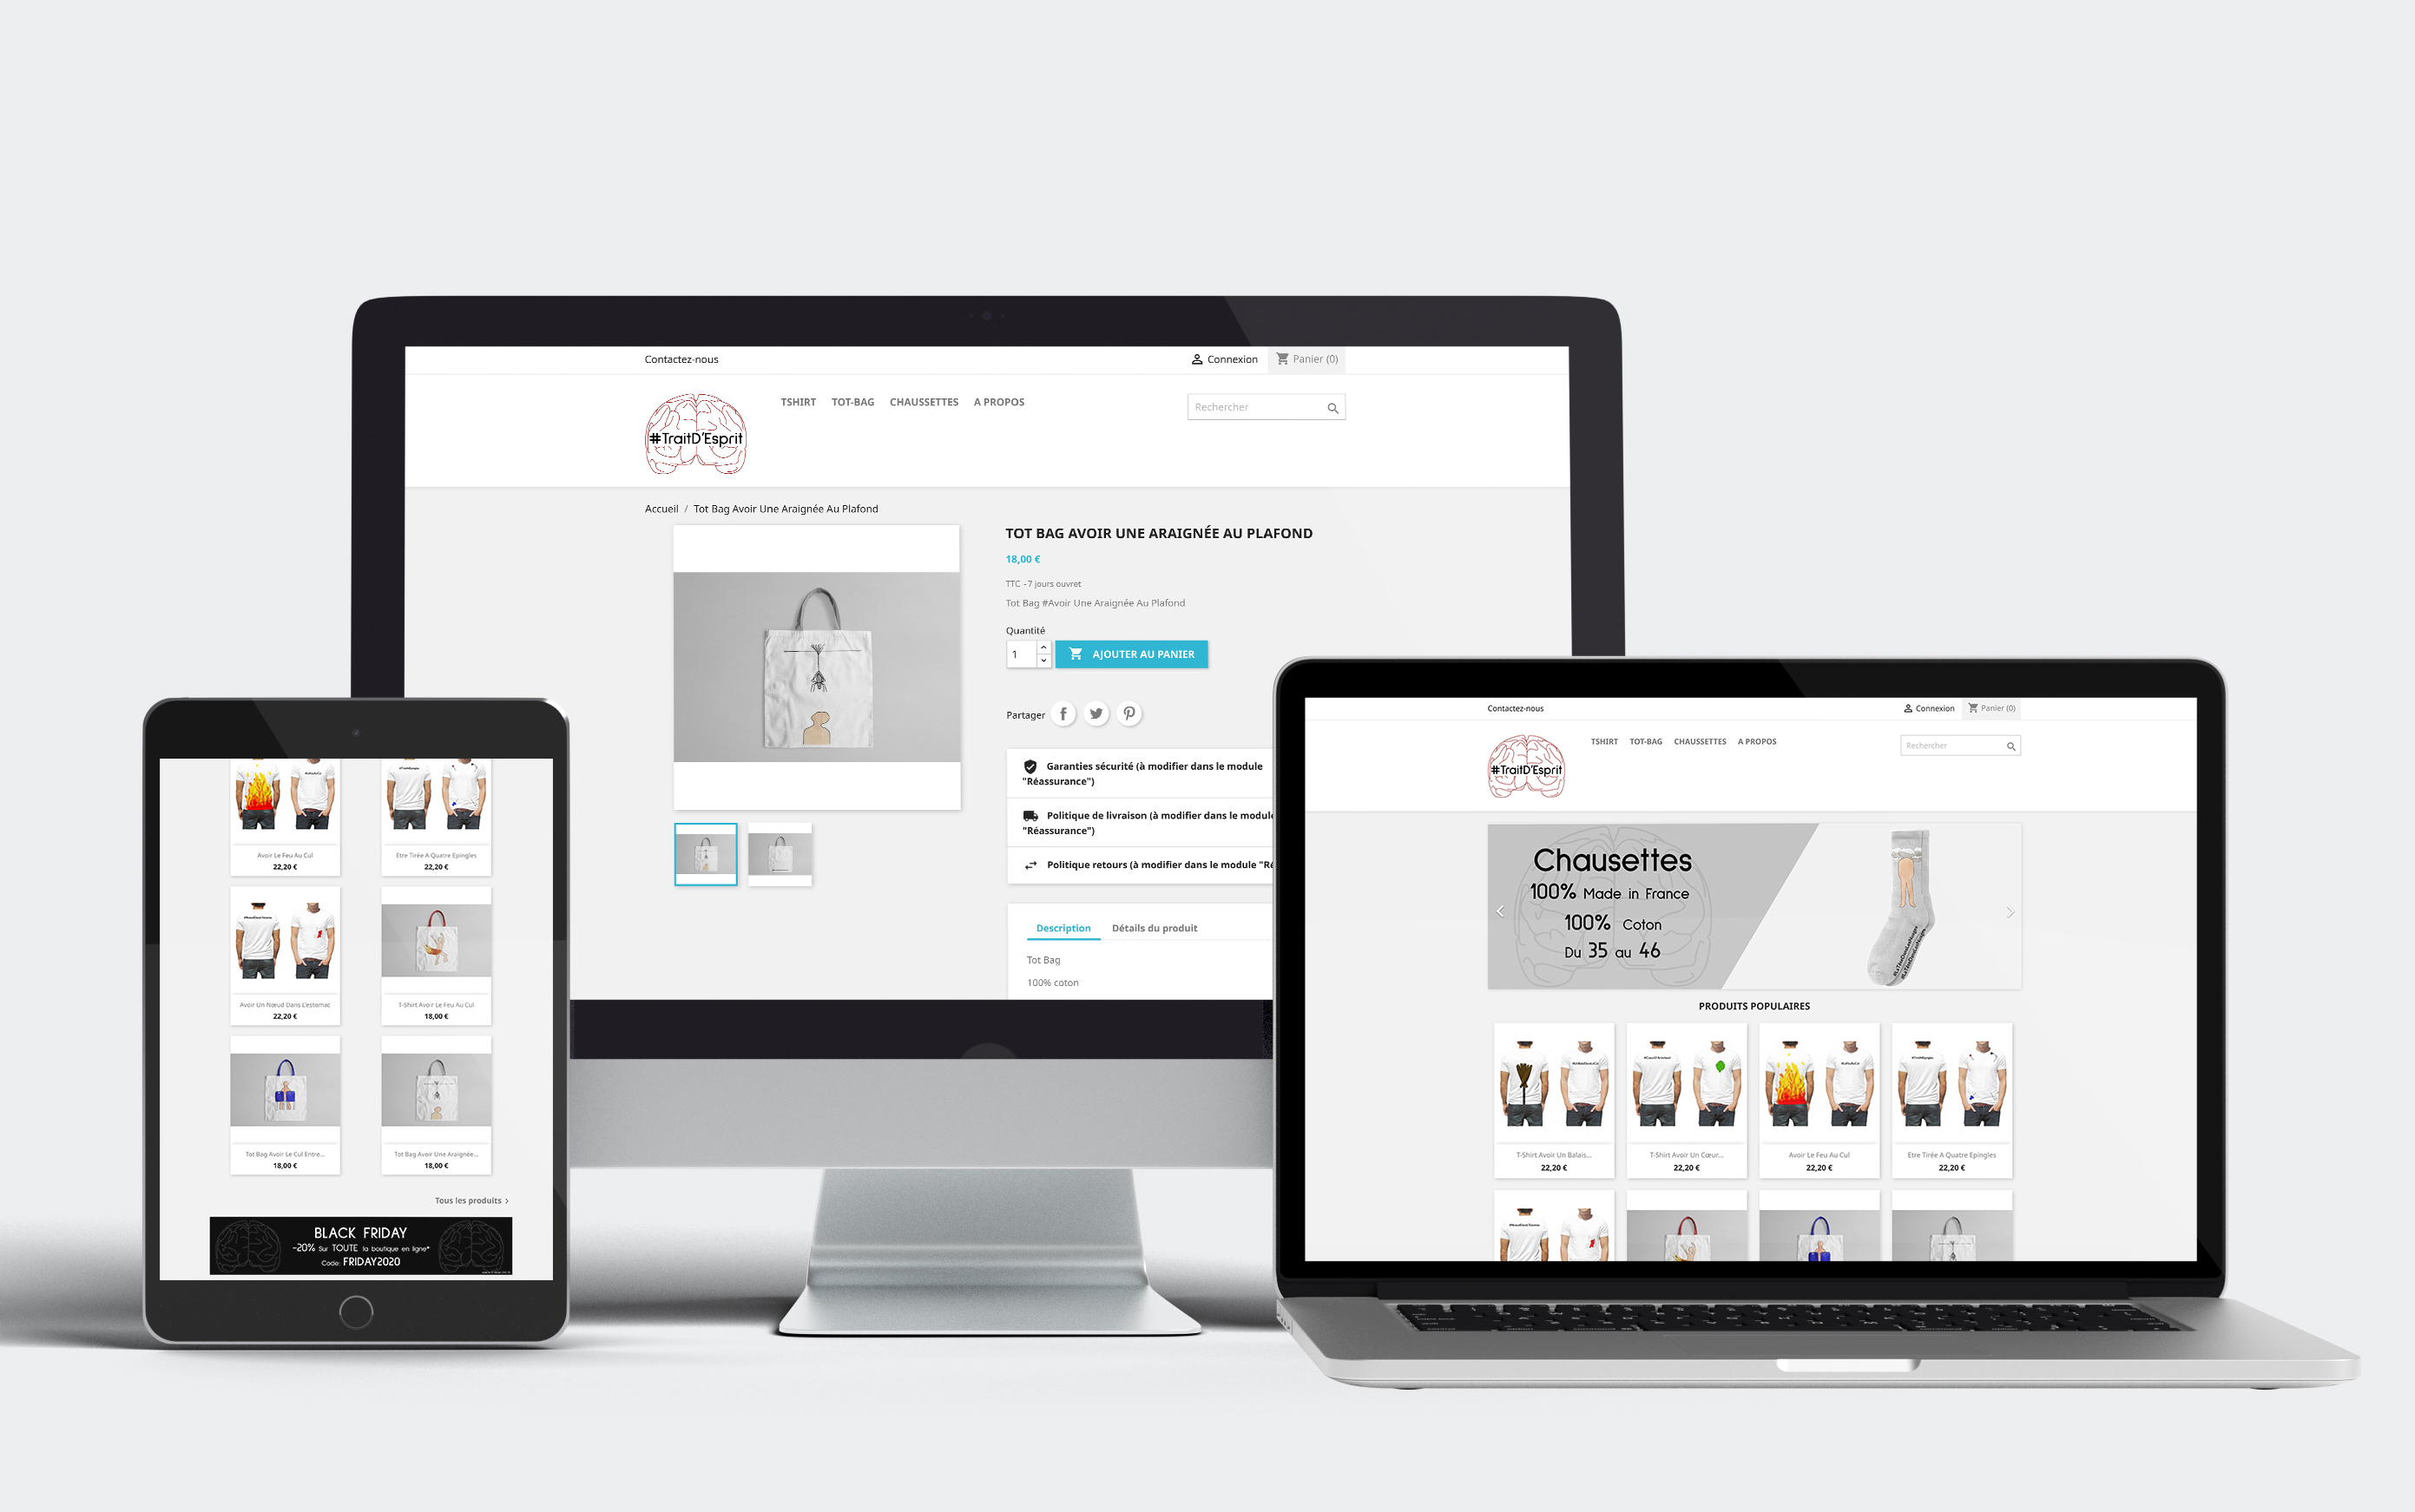 Contactez-nous
Connexion
Panier (0)
#TraitD'Esprit
TSHIRT
TOT-BAG
CHAUSSETTES
A PROPOS
Rechercher
Accueil / Tot Bag Avoir Une Araignée Au Plafond
TOT BAG AVOIR UNE ARAIGNÉE AU PLAFOND
18,00 €
TTC - 7 jours ouvret
Tot Bag #Avoir Une Araignée Au Plafond
Quantité
1
AJOUTER AU PANIER
Partager
Garanties sécurité (à modifier dans le module
"Réassurance")
Politique de livraison (à modifier dans le module
"Réassurance")
Politique retours (à modifier dans le module "Ré
Description
Détails du produit
Tot Bag
100% coton
Avoir Le Feu Au Cul
22,20 €
Etre Tirée A Quatre Epingles
22,20 €
Avoir Un Nœud Dans L'estomac
22,20 €
T-Shirt Avoir Le Feu Au Cul
18,00 €
Tot Bag Avoir Le Cul Entre...
18,00 €
Tot Bag Avoir Une Araignée...
18,00 €
Tous les produits
BLACK FRIDAY
-20% Sur TOUTE la boutique en ligne*
Code: FRIDAY2020
Contactez-nous
Connexion
Panier (0)
#TraitD'Esprit
TSHIRT
TOT-BAG
CHAUSSETTES
A PROPOS
Rechercher
Chausettes
100% Made in France
100% Coton
Du 35 au 46
PRODUITS POPULAIRES
T-Shirt Avoir Un Balais...
22,20 €
T-Shirt Avoir Un Cœur...
22,20 €
Avoir Le Feu Au Cul
22,20 €
Etre Tirée A Quatre Epingles
22,20 €